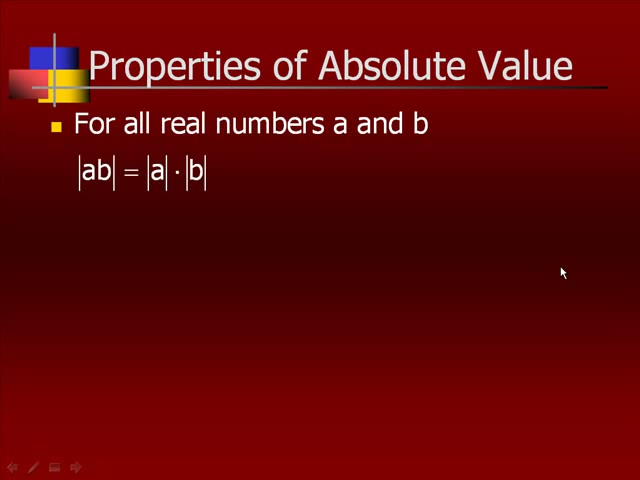 Properties of Absolute Value
For all real numbers a and b
|ab| = |a| · |b|